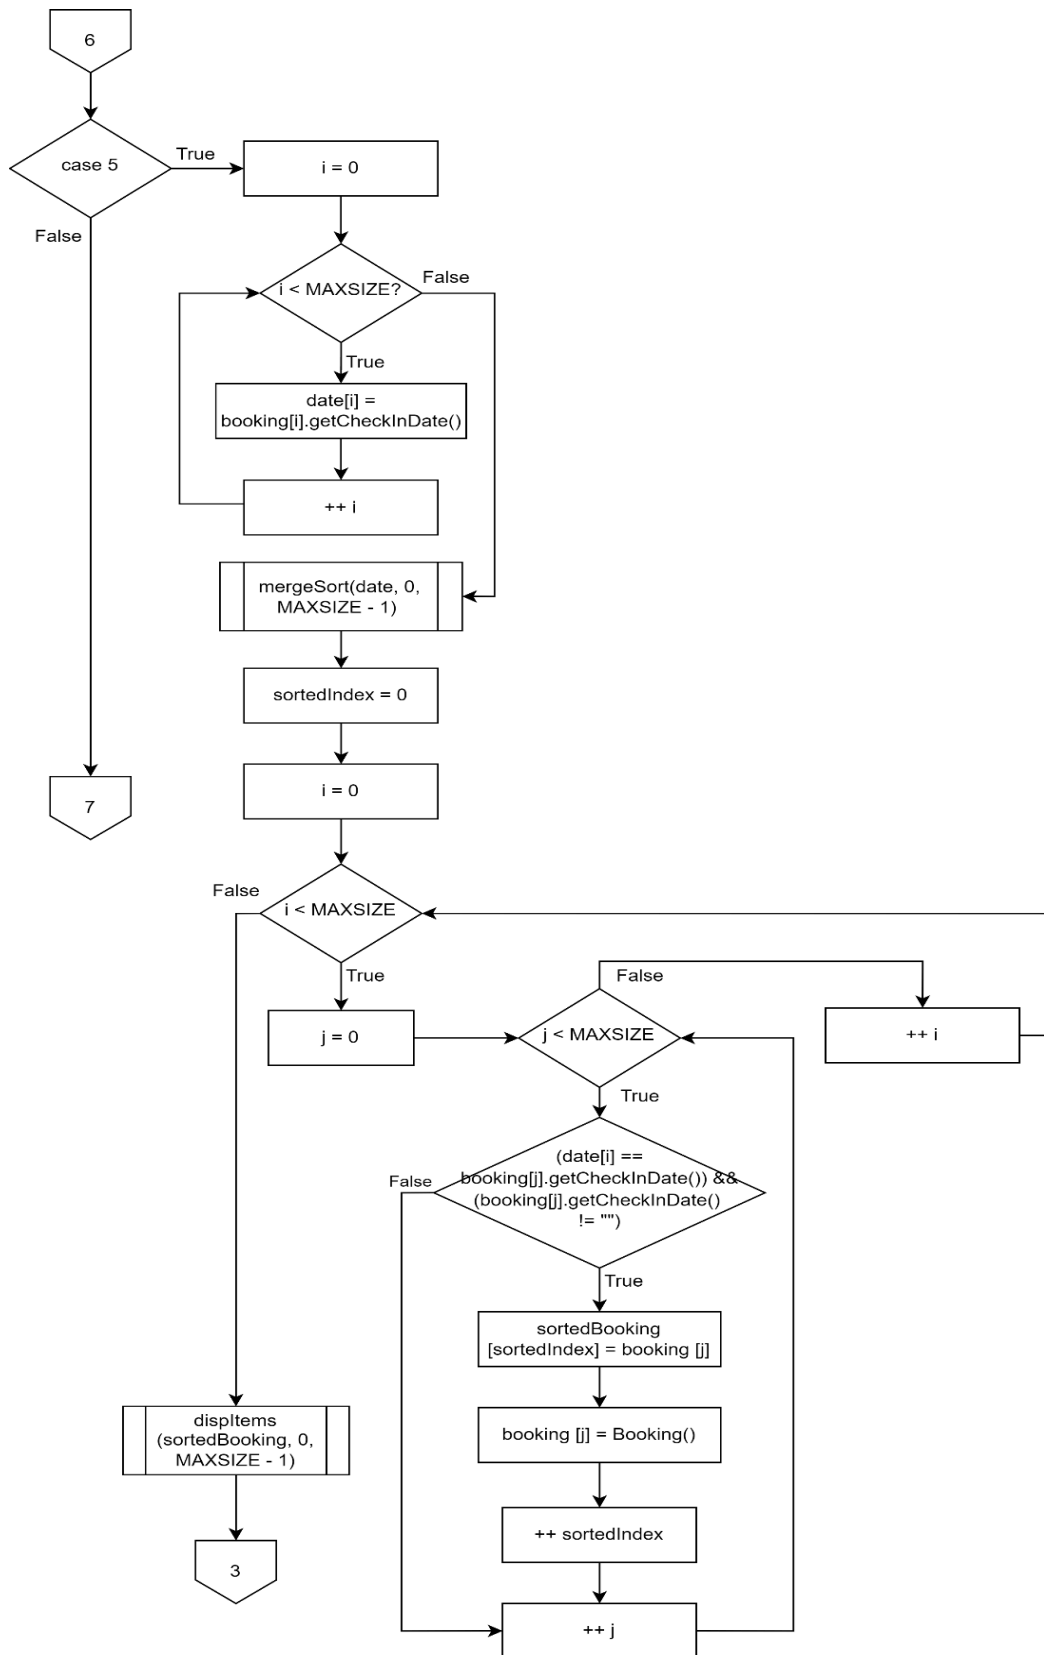 6
case 5
True
i = 0
False
i < MAXSIZE?
False
True
date[i] =
booking[i].getCheckInDate()
++ i
mergeSort(date, 0,
MAXSIZE - 1)
sortedIndex = 0
i = 0
7
False
i < MAXSIZE
True
j = 0
j < MAXSIZE
False
++ i
True
(date[i] ==
booking[j].getCheckInDate()) &&
(booking[j].getCheckInDate()
!= "")
False
True
sortedBooking
[sortedIndex] = booking [j]
booking [j] = Booking()
++ sortedIndex
++ j
dispItems
(sortedBooking, 0,
MAXSIZE - 1)
3